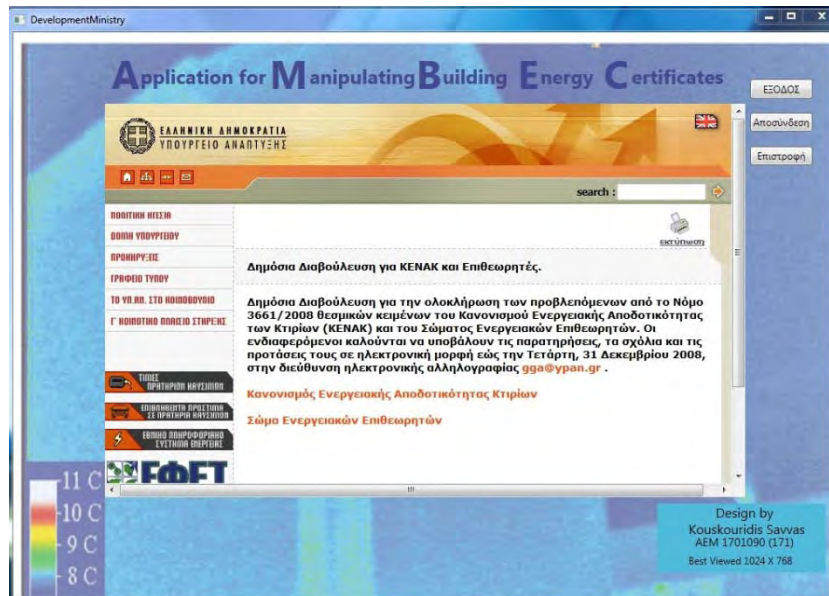 DevelopmentMinistry
Application for Manipulating Building Energy Certificates
ΕΞΟΔΟΣ
Αποσύνδεση
Επιστροφή
ΕΛΛΗΝΙΚΗ ΔΗΜΟΚΡΑΤΙΑ
ΥΠΟΥΡΓΕΙΟ ΑΝΑΠΤΥΞΗΣ
search :
ΠΟΛΙΤΙΚΗ ΗΓΕΣΙΑ
ΔΟΜΗ ΥΠΟΥΡΓΕΙΟΥ
ΠΡΟΚΗΡΥΞΕΙΣ
ΓΡΑΦΕΙΟ ΤΥΠΟΥ
ΤΟ ΥΠ.ΑΝ. ΣΤΟ ΚΟΙΝΟΒΟΥΛΙΟ
Γ' ΚΟΙΝΟΤΙΚΟ ΠΛΑΙΣΙΟ ΣΤΗΡΙΞΗΣ
εκτύπωση
Δημόσια Διαβούλευση για ΚΕΝΑΚ και Επιθεωρητές.
Δημόσια Διαβούλευση για την ολοκλήρωση των προβλεπόμενων από το Νόμο
3661/2008 θεσμικών κειμένων του Κανονισμού Ενεργειακής Αποδοτικότητας
των Κτιρίων (ΚΕΝΑΚ) και του Σώματος Ενεργειακών Επιθεωρητών. Οι
ενδιαφερόμενοι καλούνται να υποβάλουν τις παρατηρήσεις, τα σχόλια και τις
προτάσεις τους σε ηλεκτρονική μορφή εώς την Τετάρτη, 31 Δεκεμβρίου 2008,
στην διεύθυνση ηλεκτρονικής αλληλογραφίας gga@ypan.gr .
Κανονισμός Ενεργειακής Αποδοτικότητας Κτιρίων
Σώμα Ενεργειακών Επιθεωρητών
ΤΙΜΕΣ
ΠΡΑΤΗΡΙΩΝ ΚΑΥΣΙΜΩΝ
ΕΠΙΒΛΗΘΕΝΤΑ ΠΡΟΣΤΙΜΑ
ΣΕ ΠΡΑΤΗΡΙΑ ΚΑΥΣΙΜΩΝ
ΕΘΝΙΚΟ ΠΛΗΡΟΦΟΡΙΑΚΟ
ΣΥΣΤΗΜΑ ΕΝΕΡΓΕΙΑΣ
ΕΦΕΤ
11 C
10 C
9 C
8 C
Design by
Kouskouridis Savvas
AEM 1701090 (171)
Best Viewed 1024 X 768